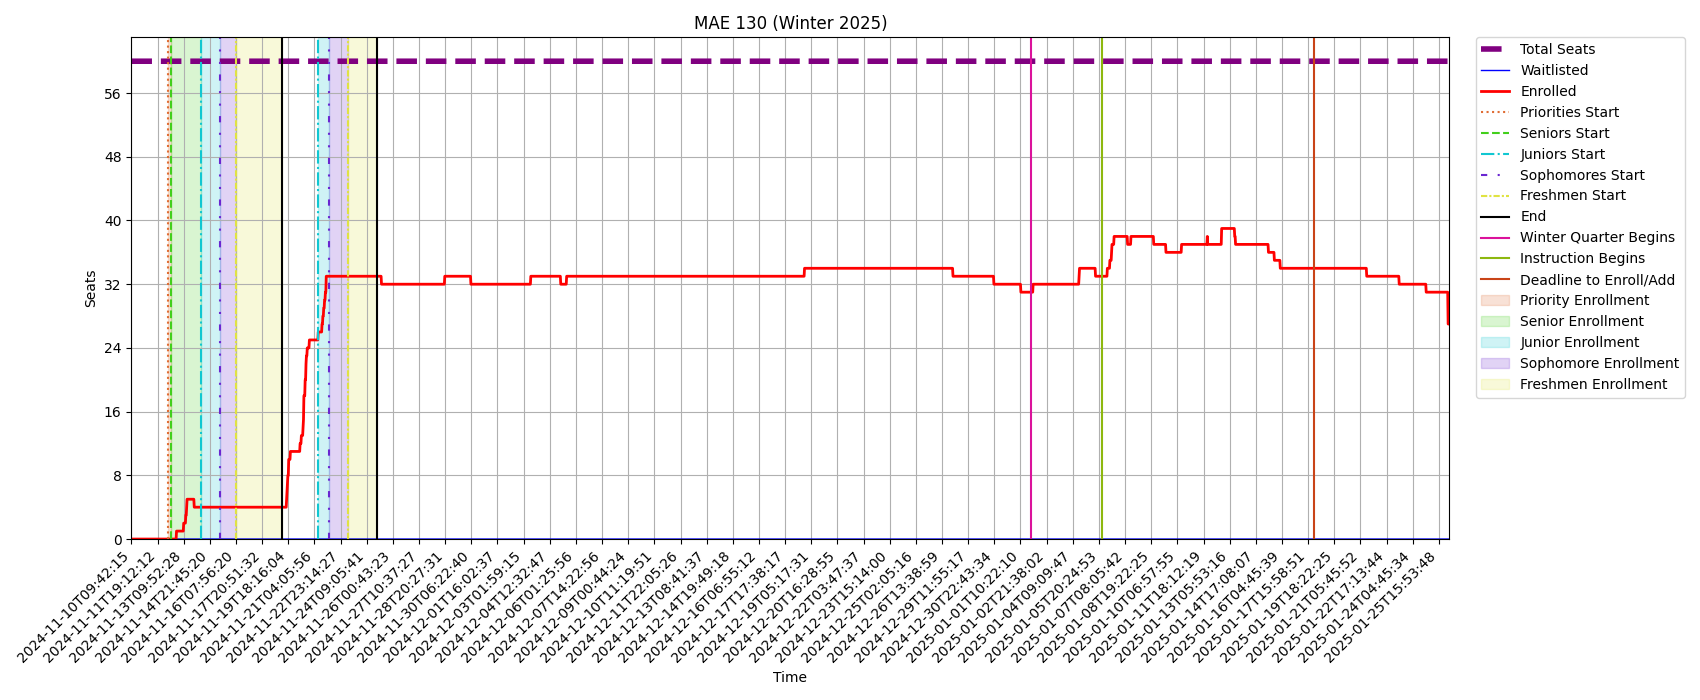 MAE 130 (Winter 2025)
Total Seats
Waitlisted
Enrolled
Priorities Start
Seniors Start
Juniors Start
Sophomores Start
Freshmen Start
End
Winter Quarter Begins
Instruction Begins
Deadline to Enroll/Add
Priority Enrollment
Senior Enrollment
Junior Enrollment
Sophomore Enrollment
Freshmen Enrollment
Seats
56
48
40
32
24
16
8
0
2024-11-10T09:42:15
2024-11-11T19:12:12
2024-11-13T09:52:28
2024-11-14T21:45:20
2024-11-16T07:56:20
2024-11-17T20:51:32
2024-11-19T18:16:04
2024-11-21T04:05:56
2024-11-22T23:14:27
2024-11-24T09:05:41
2024-11-26T00:43:23
2024-11-27T10:37:27
2024-11-28T20:27:31
2024-11-30T06:22:40
2024-12-01T16:02:37
2024-12-03T01:59:15
2024-12-04T12:32:47
2024-12-06T01:25:56
2024-12-07T14:22:56
2024-12-09T00:44:24
2024-12-10T11:19:51
2024-12-11T22:05:26
2024-12-13T08:41:37
2024-12-14T19:49:18
2024-12-16T06:55:12
2024-12-17T17:38:17
2024-12-19T05:17:31
2024-12-20T16:28:55
2024-12-22T03:47:37
2024-12-23T15:14:00
2024-12-25T02:05:16
2024-12-26T13:38:59
2024-12-29T11:55:17
2024-12-30T22:43:34
2025-01-01T10:22:10
2025-01-02T21:38:02
2025-01-04T09:09:47
2025-01-05T20:24:53
2025-01-07T08:05:42
2025-01-08T19:22:25
2025-01-10T06:57:55
2025-01-11T18:12:19
2025-01-13T05:53:16
2025-01-14T17:08:07
2025-01-16T04:45:39
2025-01-17T15:58:51
2025-01-19T18:22:25
2025-01-21T05:45:52
2025-01-22T17:13:44
2025-01-24T04:45:34
2025-01-25T15:53:48
Time